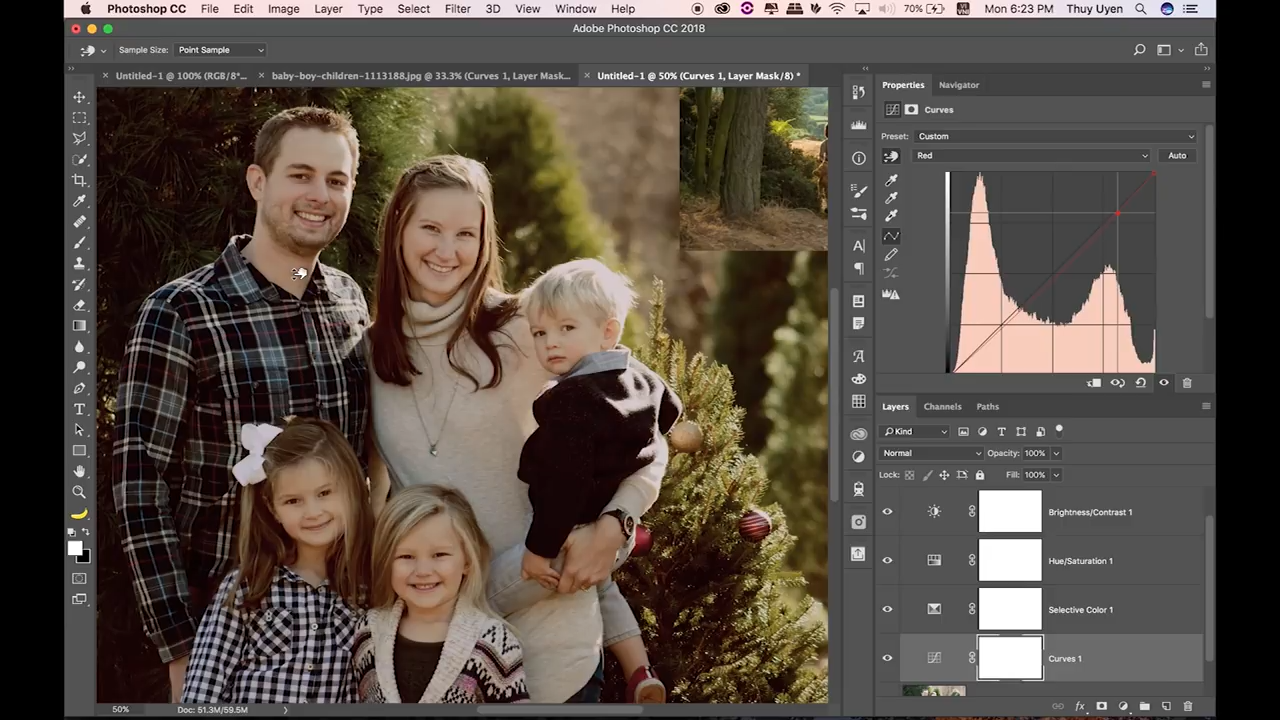 Photoshop CC File Edit Image Layer Type Select Filter 3D View Window Help 70% Mon 6:23 PM Thuy Uyen
Adobe Photoshop CC 2018
Sample Size: Point Sample
Untitled-1 @ 100% (RGB/8*... baby-boy-children-1113188.jpg @ 33.3% (Curves 1, Layer Mask... Untitled-1 @ 50% (Curves 1, Layer Mask/8) *
Properties Navigator
Curves
Preset: Custom
Red Auto
Layers Channels Paths
Kind
Normal Opacity: 100%
Lock: Fill: 100%
Brightness/Contrast 1
Hue/Saturation 1
Selective Color 1
Curves 1
50% Doc: 51.3M/59.5M